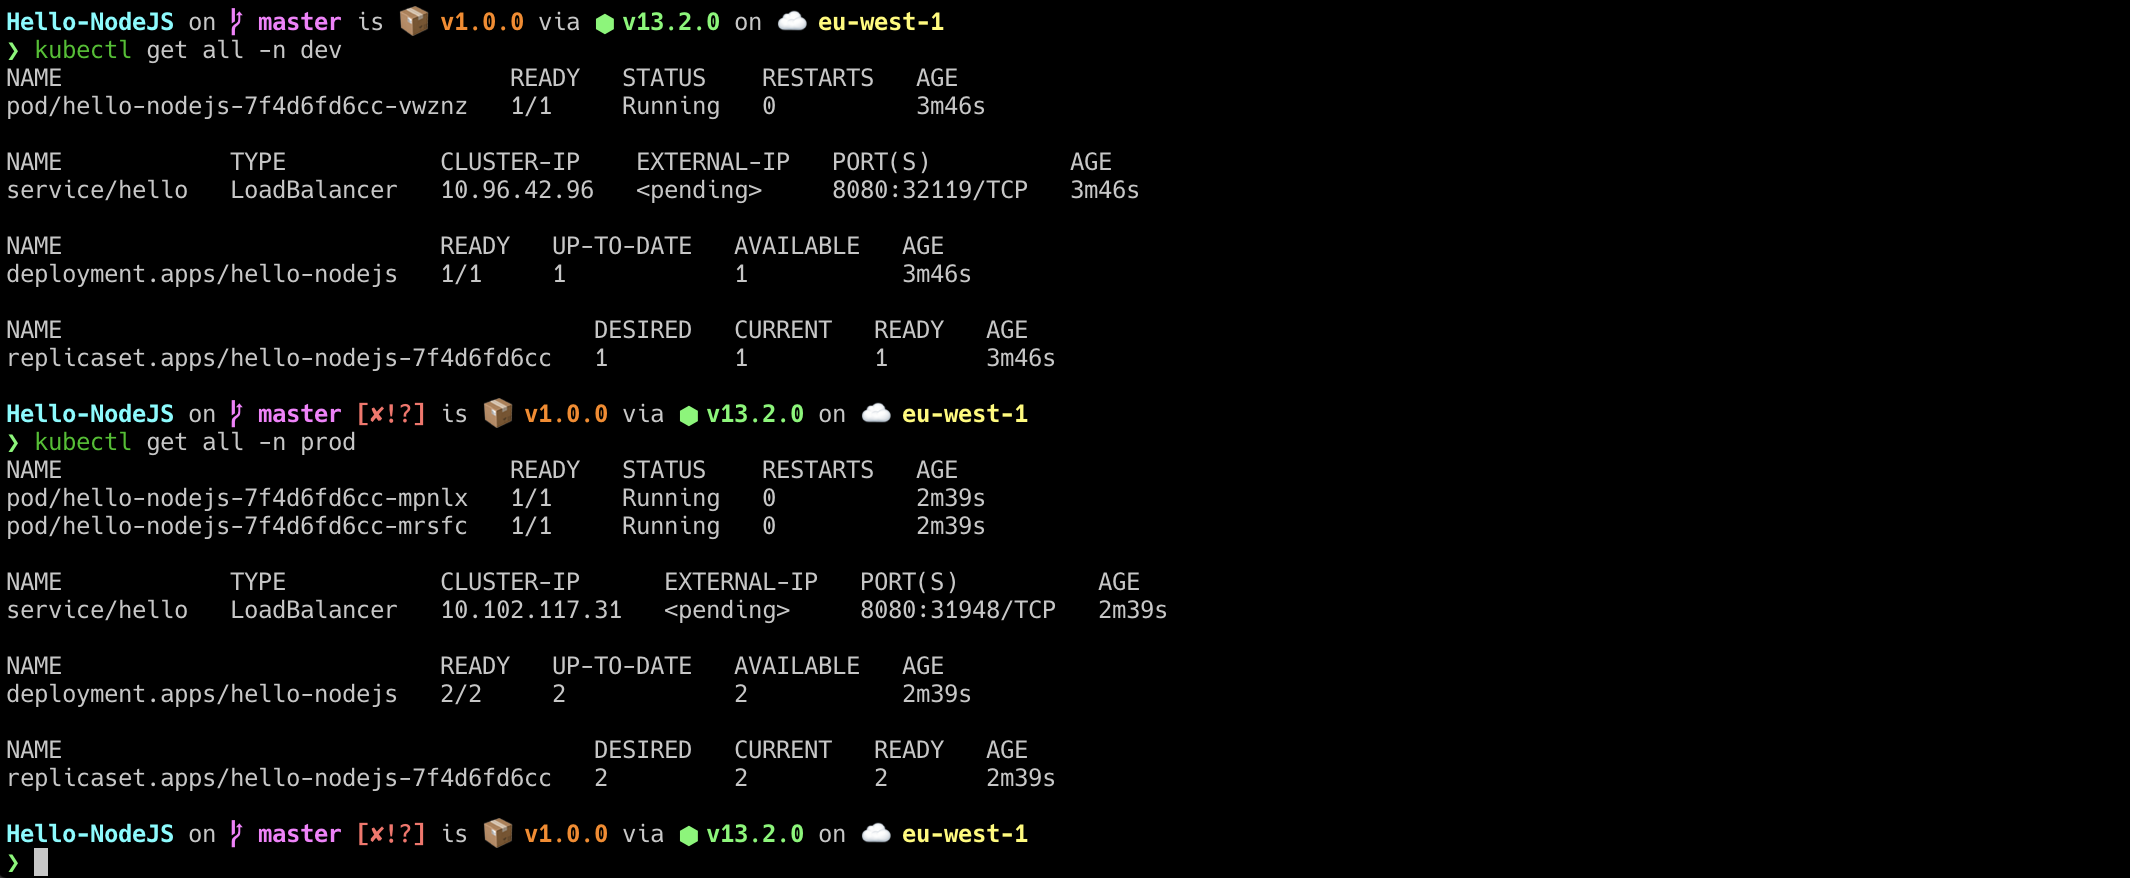 Hello-NodeJS on master is 📦 v1.0.0 via ⬢ v13.2.0 on ☁️ eu-west-1
❯ kubectl get all -n dev
NAME                                READY   STATUS    RESTARTS   AGE
pod/hello-nodejs-7f4d6fd6cc-vwznz   1/1     Running   0          3m46s
NAME            TYPE           CLUSTER-IP    EXTERNAL-IP   PORT(S)          AGE
service/hello   LoadBalancer   10.96.42.96   <pending>     8080:32119/TCP   3m46s
NAME                           READY   UP-TO-DATE   AVAILABLE   AGE
deployment.apps/hello-nodejs   1/1     1            1           3m46s
NAME                                      DESIRED   CURRENT   READY   AGE
replicaset.apps/hello-nodejs-7f4d6fd6cc   1         1         1       3m46s
Hello-NodeJS on master [✘!?] is 📦 v1.0.0 via ⬢ v13.2.0 on ☁️ eu-west-1
❯ kubectl get all -n prod
NAME                                READY   STATUS    RESTARTS   AGE
pod/hello-nodejs-7f4d6fd6cc-mpnlx   1/1     Running   0          2m39s
pod/hello-nodejs-7f4d6fd6cc-mrsfc   1/1     Running   0          2m39s
NAME            TYPE           CLUSTER-IP      EXTERNAL-IP   PORT(S)          AGE
service/hello   LoadBalancer   10.102.117.31   <pending>     8080:31948/TCP   2m39s
NAME                           READY   UP-TO-DATE   AVAILABLE   AGE
deployment.apps/hello-nodejs   2/2     2            2           2m39s
NAME                                      DESIRED   CURRENT   READY   AGE
replicaset.apps/hello-nodejs-7f4d6fd6cc   2         2         2       2m39s
Hello-NodeJS on master [✘!?] is 📦 v1.0.0 via ⬢ v13.2.0 on ☁️ eu-west-1
❯